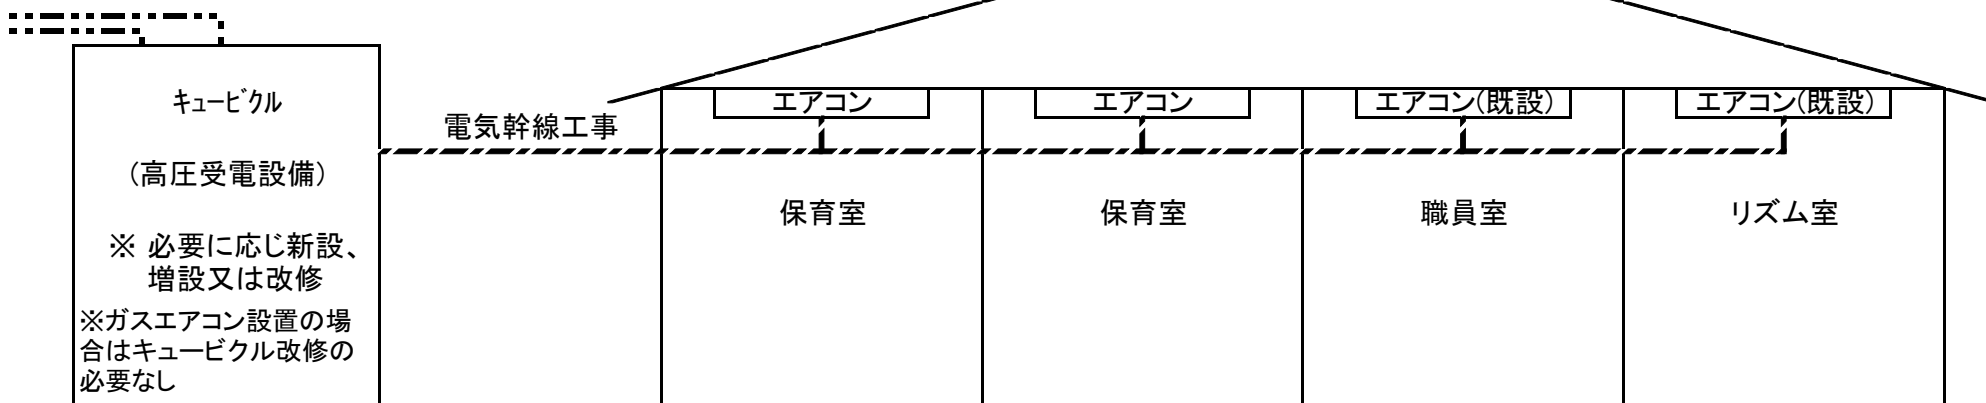 キュービクル
(高圧受電設備)
※ 必要に応じ新設、
増設又は改修
※ガスエアコン設置の場
合はキュービクル改修の
必要なし
電気幹線工事
エアコン
エアコン
エアコン(既設)
エアコン(既設)
保育室
保育室
職員室
リズム室